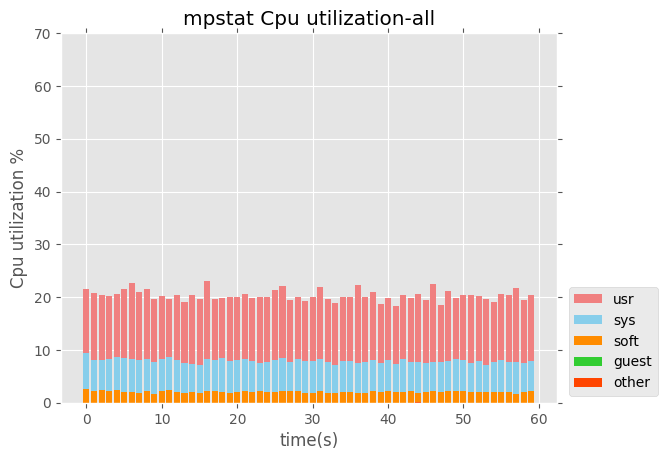 mpstat Cpu utilization-all
70
60
50
40
30
20
10
0
Cpu utilization %
0 10 20 30 40 50 60
time(s)
usr
sys
soft
guest
other